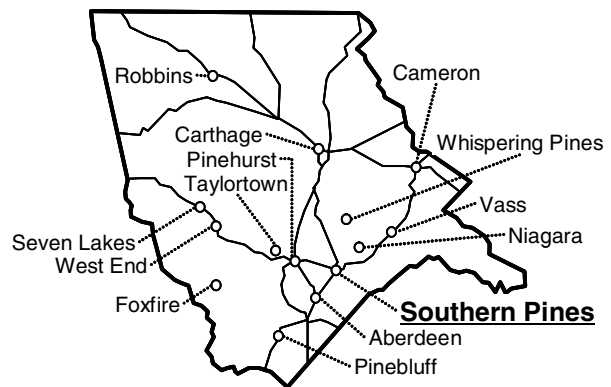 Robbins
Cameron
Carthage
Whispering Pines
Pinehurst
Taylortown
Vass
Seven Lakes
Niagara
West End
Foxfire
Southern Pines
Aberdeen
Pinebluff